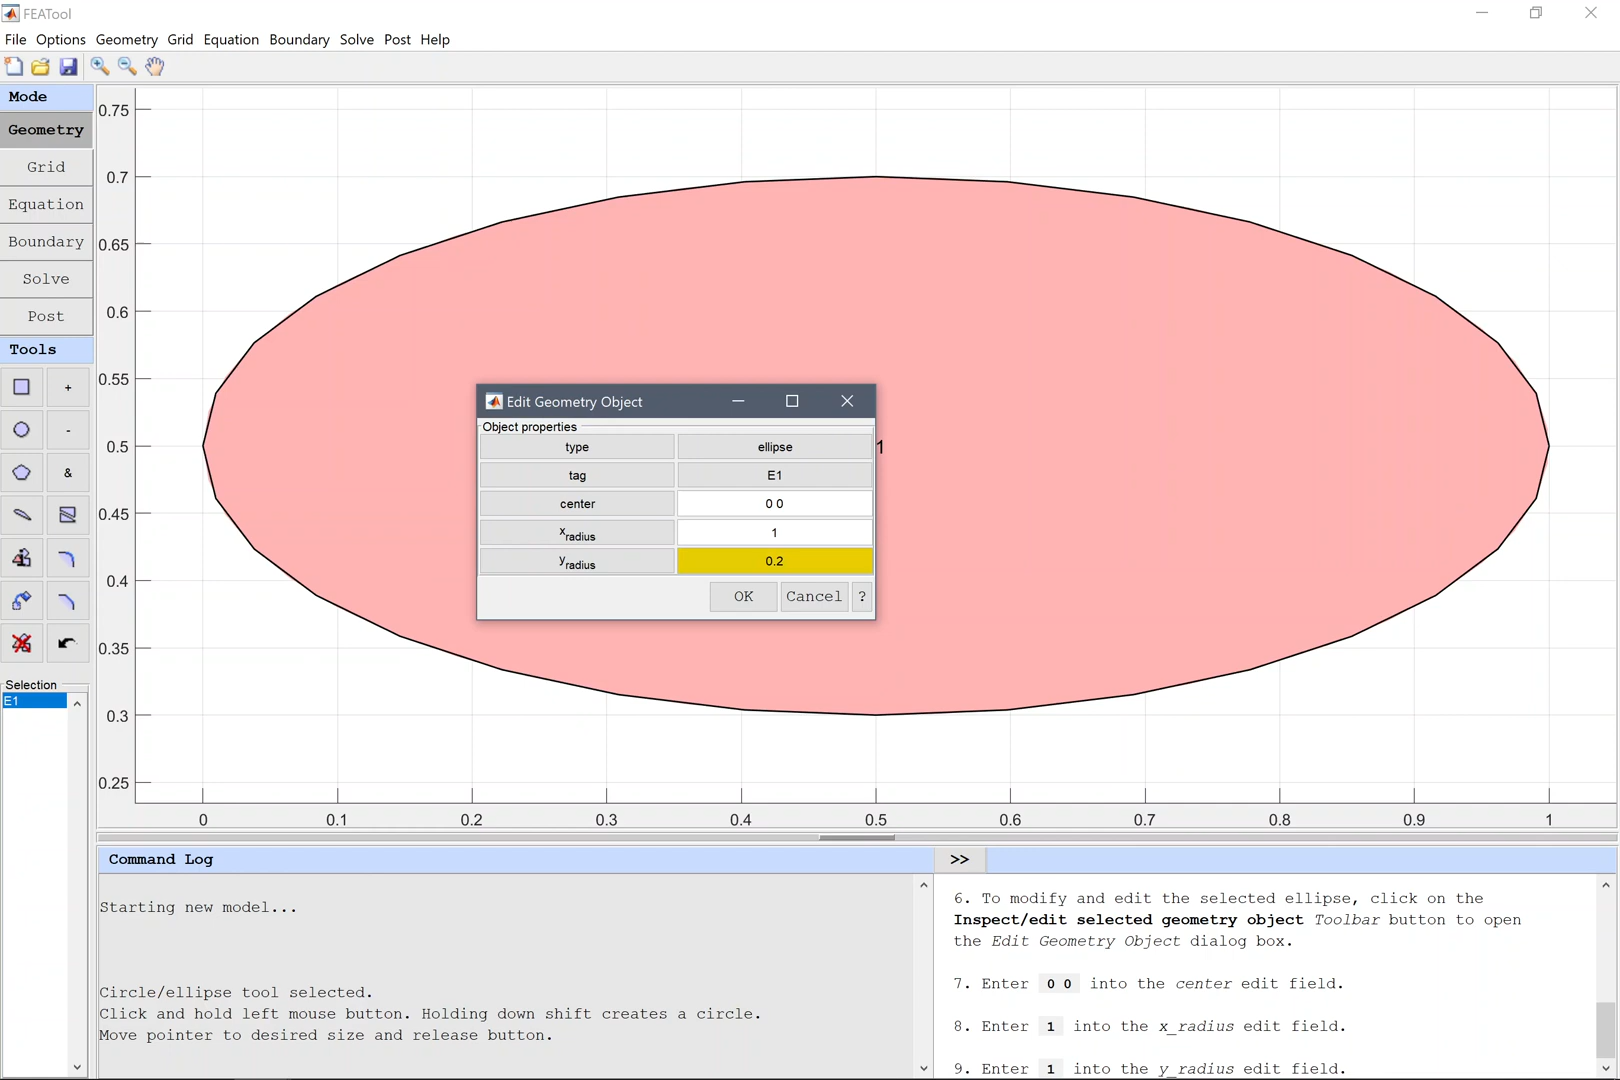 FEATool
File Options Geometry Grid Equation Boundary Solve Post Help
Mode
Geometry
Grid
Equation
Boundary
Solve
Post
Tools
+
-
&
Selection
E1
0.75
0.7
0.65
0.6
0.55
0.5
0.45
0.4
0.35
0.3
0.25
0 0.1 0.2 0.3 0.4 0.5 0.6 0.7 0.8 0.9 1
1
Edit Geometry Object
Object properties
type ellipse
tag E1
center 0 0
xradius 1
yradius 0.2
OK Cancel ?
Command Log
Starting new model...
Circle/ellipse tool selected.
Click and hold left mouse button. Holding down shift creates a circle.
Move pointer to desired size and release button.
>>
6. To modify and edit the selected ellipse, click on the
Inspect/edit selected geometry object Toolbar button to open
the Edit Geometry Object dialog box.
7. Enter 0 0 into the center edit field.
8. Enter 1 into the x_radius edit field.
9. Enter 1 into the y_radius edit field.